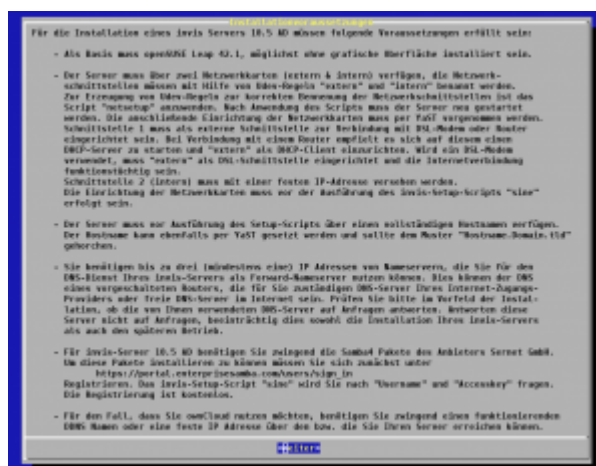 Installationsvoraussetzungen
Für die Installation eines invis Servers 10.5 AD müssen folgende Voraussetzungen erfüllt sein:
- Als Basis muss openSUSE Leap 42.1, möglichst ohne grafische Oberfläche installiert sein.
- Der Server muss über zwei Netzwerkkarten (extern & intern) verfügen, die Netzwerk-
schnittstellen müssen mit Hilfe von Udev-Regeln "extern" und "intern" benannt werden.
Zur Erzeugung von Udev-Regeln zur korrekten Benennung der Netzwerkschnittstellen ist das
Script "netsetup" anzuwenden. Nach Anwendung des Scripts muss der Server neu gestartet
werden. Die anschließende Einrichtung der Netzwerkkarten muss per YaST vorgenommen werden.
Schnittstelle 1 muss als externe Schnittstelle zur Verbindung mit DSL-Modem oder Router
eingerichtet sein. Bei Verbindung mit einem Router empfielt es sich auf diesem einen
DHCP-Server zu starten und "extern" als DHCP-Client einzurichten. Wird ein DSL-Modem
verwendet, muss "extern" als DSL-Schnittstelle eingerichtet und die Internetverbindung
funktionstüchtig sein.
Schnittstelle 2 (intern) muss mit einer festen IP-Adresse versehen werden.
Die Einrichtung der Netzwerkkarten muss vor der Ausführung des invis-Setup-Scripts "sine"
erfolgt sein.
- Der Server muss vor Ausführung des Setup-Scripts über einen vollständigen Hostnamen verfügen.
Der Hostname kann ebenfalls per YaST gesetzt werden und sollte dem Muster "Hostname.Domain.tld"
gehorchen.
- Sie benötigen bis zu drei (mindestens eine) IP Adressen von Nameservern, die Sie für den
DNS-Dienst Ihres invis-Servers als Forward-Nameserver nutzen können. Dies können der DNS
eines vorgeschalteten Routers, die für Sie zuständigen DNS-Server Ihres Internet-Zugangs-
Providers oder freie DNS-Server im Internet sein. Prüfen Sie bitte im Vorfeld der Instal-
lation, ob die von Ihnen verwendeten DNS-Server auf Anfragen antworten. Antworten diese
Server nicht auf Anfragen, beeinträchtig dies sowohl die Installation Ihres invis-Servers
als auch den späteren Betrieb.
- Für invis-Server 10.5 AD benötigen Sie zwingend die Samba4 Pakete des Anbieters Sernet GmbH.
Um diese Pakete installieren zu können müssen Sie sich zunächst unter
https://portal.enterprisesamba.com/users/sign_in
Registrieren. Das invis-Setup-Script "sine" wird Sie nach "Username" und "Accesskey" fragen.
Die Registrierung ist kostenlos.
- Für den Fall, dass Sie ownCloud nutzen möchten, benötigen Sie zwingend einen funktionierenden
DDNS Namen oder eine feste IP Adresse über den bzw. die Sie Ihren Server erreichen können.
<Weiter>